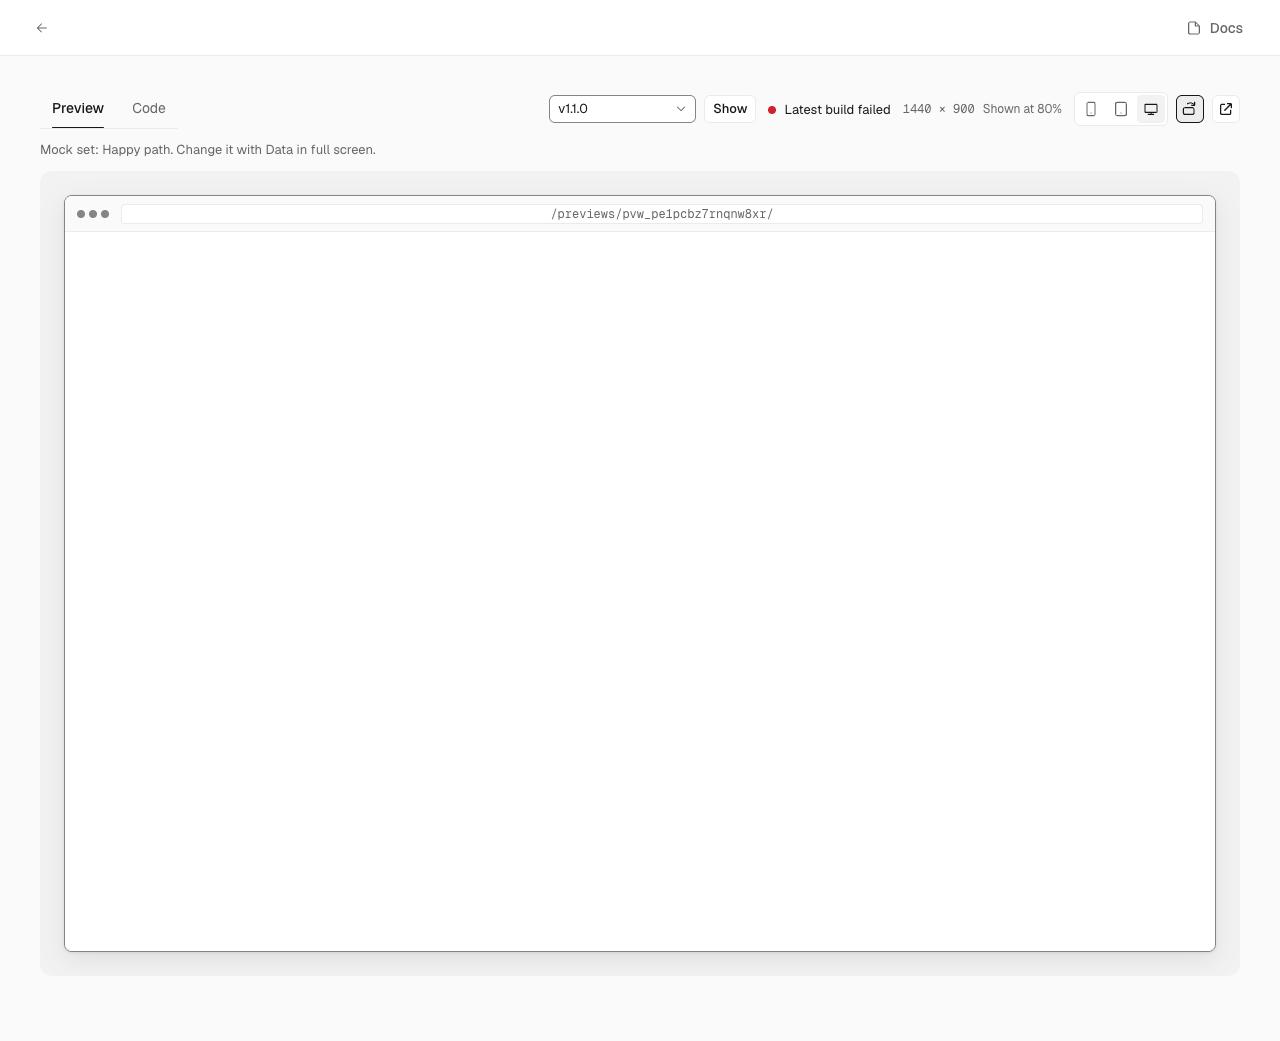 Docs
Preview
Code
v1.1.0
Show
Latest build failed
1440 × 900
Shown at 80%
Mock set: Happy path. Change it with Data in full screen.
/previews/pvw_pe1pcbz7rnqnw8xr/